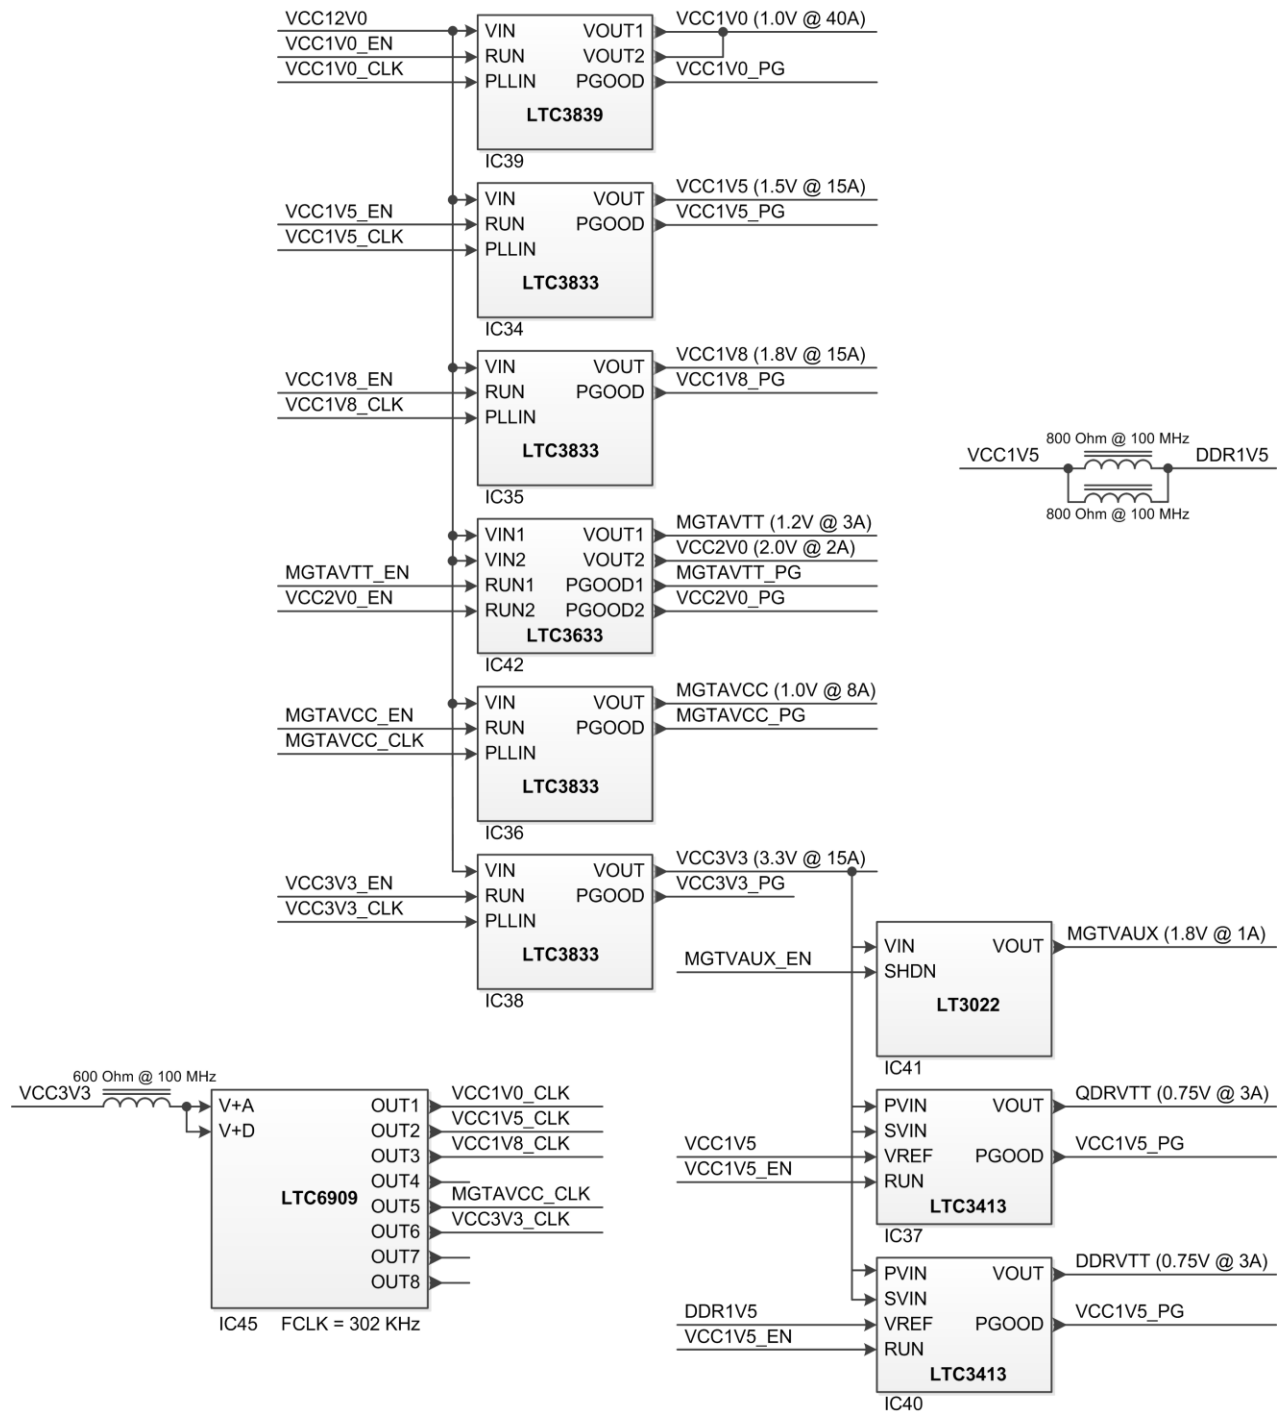 VCC12V0
VCC1V0_EN
VCC1V0_CLK
VIN
RUN
PLLIN
VOUT1
VOUT2
PGOOD
LTC3839
IC39
VCC1V0 (1.0V @ 40A)
VCC1V0_PG
VCC1V5_EN
VCC1V5_CLK
VIN
RUN
PLLIN
VOUT
PGOOD
LTC3833
IC34
VCC1V5 (1.5V @ 15A)
VCC1V5_PG
VCC1V8_EN
VCC1V8_CLK
VIN
RUN
PLLIN
VOUT
PGOOD
LTC3833
IC35
VCC1V8 (1.8V @ 15A)
VCC1V8_PG
800 Ohm @ 100 MHz
VCC1V5
DDR1V5
800 Ohm @ 100 MHz
MGTAVTT_EN
VCC2V0_EN
VIN1
VIN2
RUN1
RUN2
VOUT1
VOUT2
PGOOD1
PGOOD2
LTC3633
IC42
MGTAVTT (1.2V @ 3A)
VCC2V0 (2.0V @ 2A)
MGTAVTT_PG
VCC2V0_PG
MGTAVCC_EN
MGTAVCC_CLK
VIN
RUN
PLLIN
VOUT
PGOOD
LTC3833
IC36
MGTAVCC (1.0V @ 8A)
MGTAVCC_PG
VCC3V3_EN
VCC3V3_CLK
VIN
RUN
PLLIN
VOUT
PGOOD
LTC3833
IC38
VCC3V3 (3.3V @ 15A)
VCC3V3_PG
MGTVAUX_EN
VIN
SHDN
VOUT
LT3022
IC41
MGTVAUX (1.8V @ 1A)
600 Ohm @ 100 MHz
VCC3V3
V+A
V+D
OUT1
OUT2
OUT3
OUT4
OUT5
OUT6
OUT7
OUT8
LTC6909
IC45
FCLK = 302 KHz
VCC1V0_CLK
VCC1V5_CLK
VCC1V8_CLK
MGTAVCC_CLK
VCC3V3_CLK
VCC1V5
VCC1V5_EN
PVIN
SVIN
VREF
RUN
VOUT
PGOOD
LTC3413
IC37
QDRVTT (0.75V @ 3A)
VCC1V5_PG
DDR1V5
VCC1V5_EN
PVIN
SVIN
VREF
RUN
VOUT
PGOOD
LTC3413
IC40
DDRVTT (0.75V @ 3A)
VCC1V5_PG